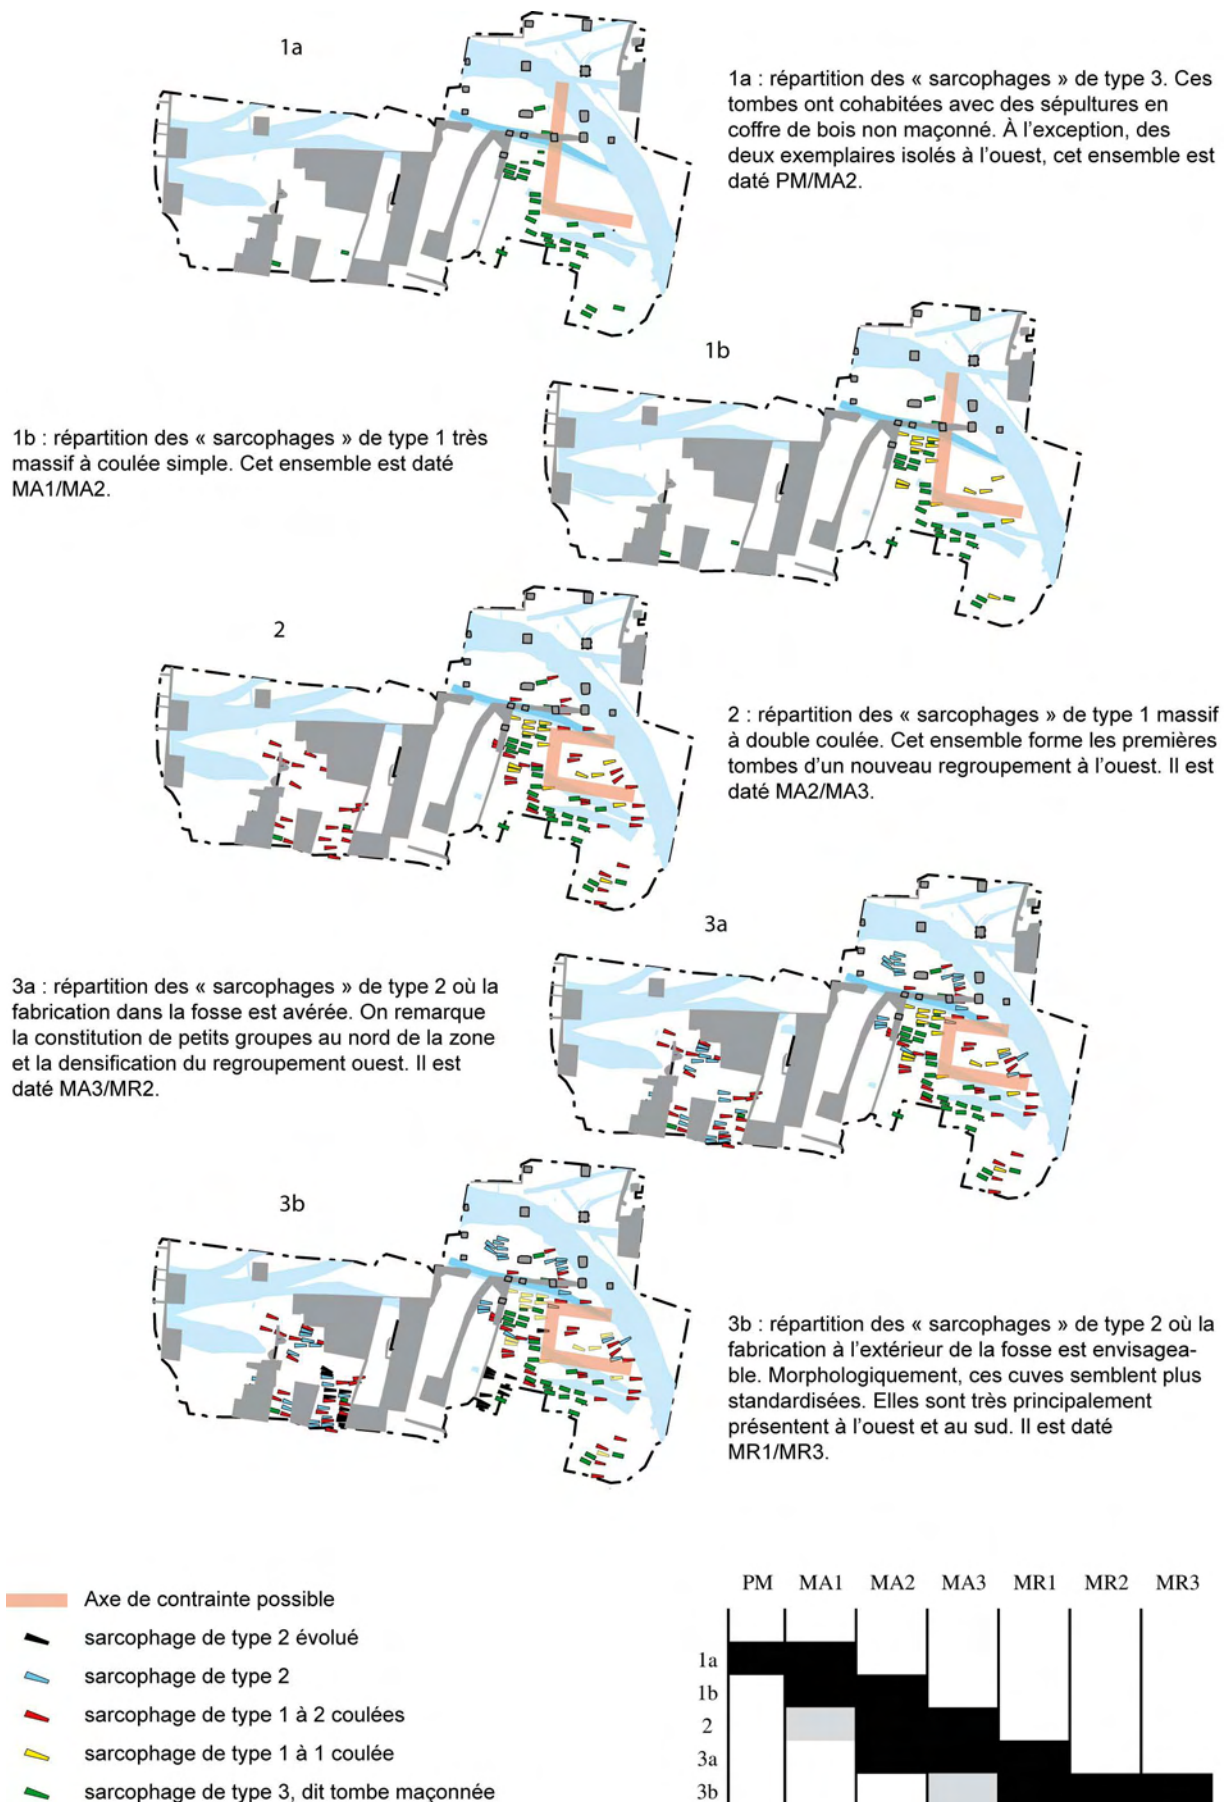 1a
1a : répartition des « sarcophages » de type 3. Ces
tombes ont cohabitées avec des sépultures en
coffre de bois non maçonné. À l'exception, des
deux exemplaires isolés à l'ouest, cet ensemble est
daté PM/MA2.
1b
1b : répartition des « sarcophages » de type 1 très
massif à coulée simple. Cet ensemble est daté
MA1/MA2.
2
2 : répartition des « sarcophages » de type 1 massif
à double coulée. Cet ensemble forme les premières
tombes d'un nouveau regroupement à l'ouest. Il est
daté MA2/MA3.
3a
3a : répartition des « sarcophages » de type 2 où la
fabrication dans la fosse est avérée. On remarque
la constitution de petits groupes au nord de la zone
et la densification du regroupement ouest. Il est
daté MA3/MR2.
3b
3b : répartition des « sarcophages » de type 2 où la
fabrication à l'extérieur de la fosse est envisagea-
ble. Morphologiquement, ces cuves semblent plus
standardisées. Elles sont très principalement
présentent à l'ouest et au sud. Il est daté
MR1/MR3.
Axe de contrainte possible
sarcophage de type 2 évolué
sarcophage de type 2
sarcophage de type 1 à 2 coulées
sarcophage de type 1 à 1 coulée
sarcophage de type 3, dit tombe maçonnée
PM MA1 MA2 MA3 MR1 MR2 MR3
1a
1b
2
3a
3b